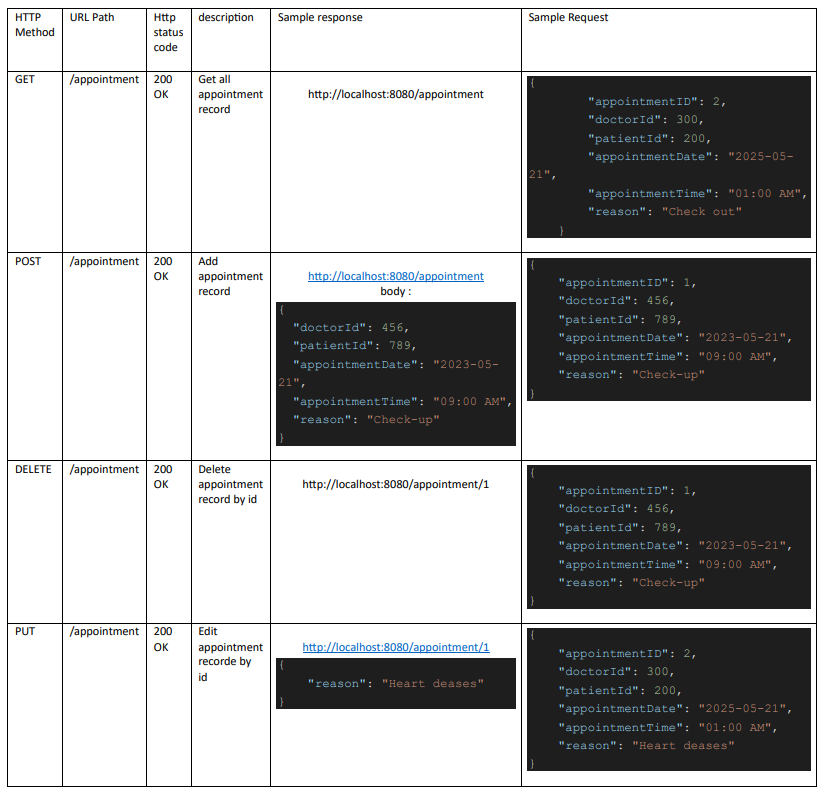 HTTP Method	URL Path	Http status code	description	Sample response	Sample Request
GET	/appointment	200 OK	Get all appointment record
http://localhost:8080/appointment
{
"appointmentID": 2,
"doctorId": 300,
"patientId": 200,
"appointmentDate": "2025-05-
21",
"appointmentTime": "01:00 AM",
"reason": "Check out"
}
POST	/appointment	200 OK	Add appointment record
http://localhost:8080/appointment
body :
{
"doctorId": 456,
"patientId": 789,
"appointmentDate": "2023-05-
21",
"appointmentTime": "09:00 AM",
"reason": "Check-up"
}
{
"appointmentID": 1,
"doctorId": 456,
"patientId": 789,
"appointmentDate": "2023-05-21",
"appointmentTime": "09:00 AM",
"reason": "Check-up"
}
DELETE	/appointment	200 OK	Delete appointment record by id
http://localhost:8080/appointment/1
{
"appointmentID": 1,
"doctorId": 456,
"patientId": 789,
"appointmentDate": "2023-05-21",
"appointmentTime": "09:00 AM",
"reason": "Check-up"
}
PUT	/appointment	200 OK	Edit appointment recorde by id
http://localhost:8080/appointment/1
{
"reason": "Heart deases"
}
{
"appointmentID": 2,
"doctorId": 300,
"patientId": 200,
"appointmentDate": "2025-05-21",
"appointmentTime": "01:00 AM",
"reason": "Heart deases"
}